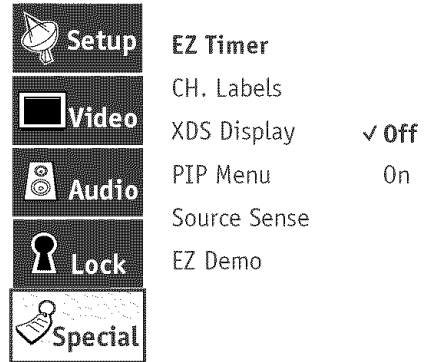 Setup
Video
Audio
Lock
Special
EZ Timer
CH. Labels
XDS Display √ Off
PIP Menu On
Source Sense
EZ Demo